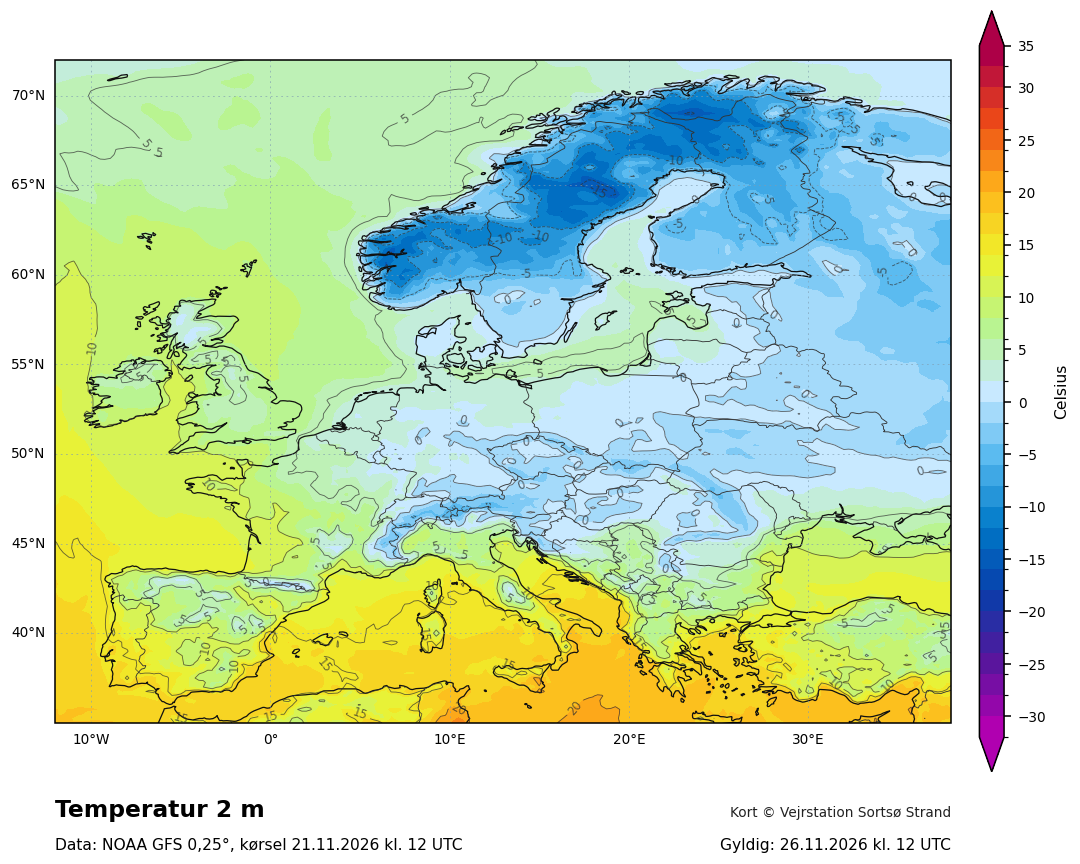 70°N
65°N
60°N
55°N
50°N
45°N
40°N
10°W
0°
10°E
20°E
30°E
35
30
25
20
15
10
5
0
−5
−10
−15
−20
−25
−30
Celsius
Temperatur 2 m
Kort © Vejrstation Sortsø Strand
Data: NOAA GFS 0,25°, kørsel 21.11.2026 kl. 12 UTC
Gyldig: 26.11.2026 kl. 12 UTC